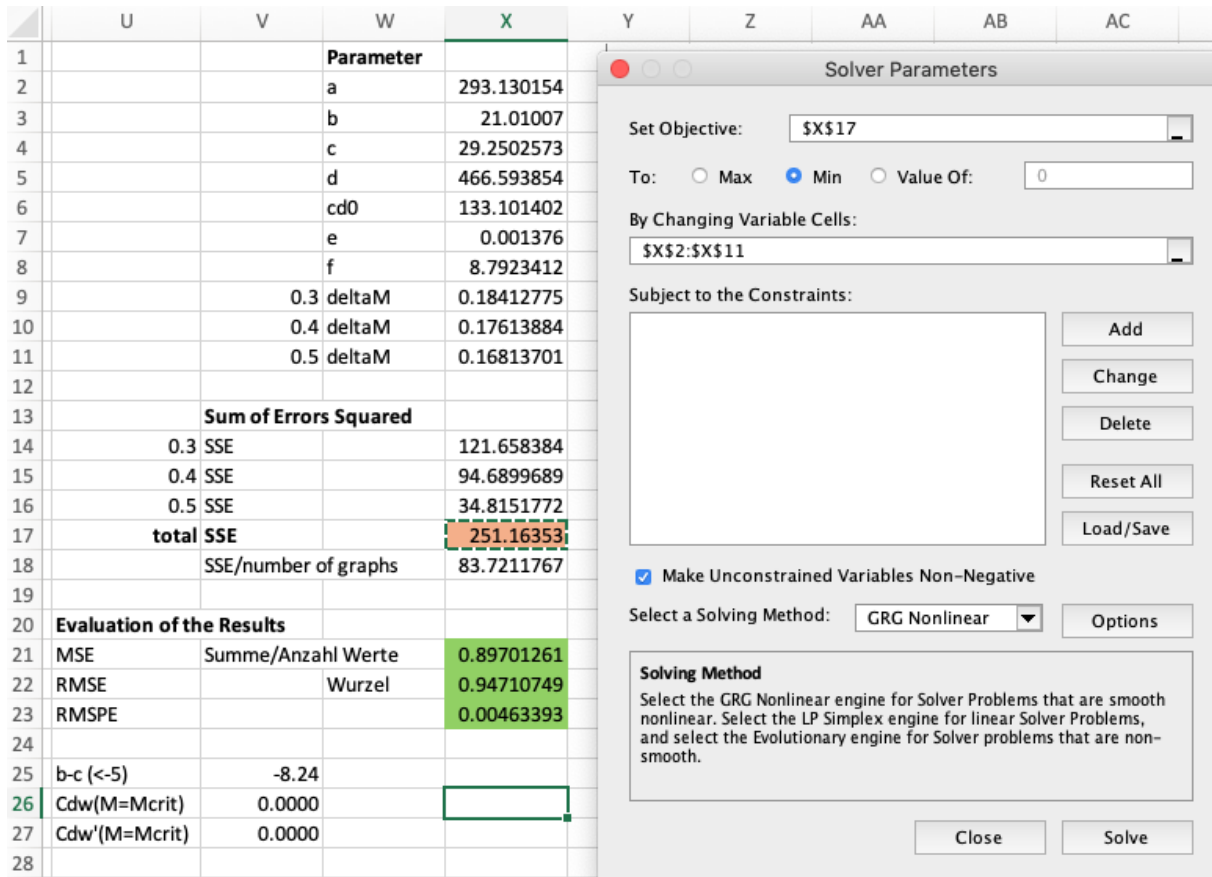 U V W X Y Z AA AB AC
1 Parameter
2 a 293.130154
3 b 21.01007
4 c 29.2502573
5 d 466.593854
6 cd0 133.101402
7 e 0.001376
8 f 8.7923412
9 0.3 deltaM 0.18412775
10 0.4 deltaM 0.17613884
11 0.5 deltaM 0.16813701
12
13 Sum of Errors Squared
14 0.3 SSE 121.658384
15 0.4 SSE 94.6899689
16 0.5 SSE 34.8151772
17 total SSE 251.16353
18 SSE/number of graphs 83.7211767
19
20 Evaluation of the Results
21 MSE Summe/Anzahl Werte 0.89701261
22 RMSE Wurzel 0.94710749
23 RMSPE 0.00463393
24
25 b-c (<-5) -8.24
26 Cdw(M=Mcrit) 0.0000
27 Cdw'(M=Mcrit) 0.0000
28
Solver Parameters
Set Objective: $X$17
To: Max Min Value Of: 0
By Changing Variable Cells:
$X$2:$X$11
Subject to the Constraints:
Add
Change
Delete
Reset All
Load/Save
Make Unconstrained Variables Non-Negative
Select a Solving Method: GRG Nonlinear Options
Solving Method
Select the GRG Nonlinear engine for Solver Problems that are smooth
nonlinear. Select the LP Simplex engine for linear Solver Problems,
and select the Evolutionary engine for Solver problems that are non-
smooth.
Close Solve